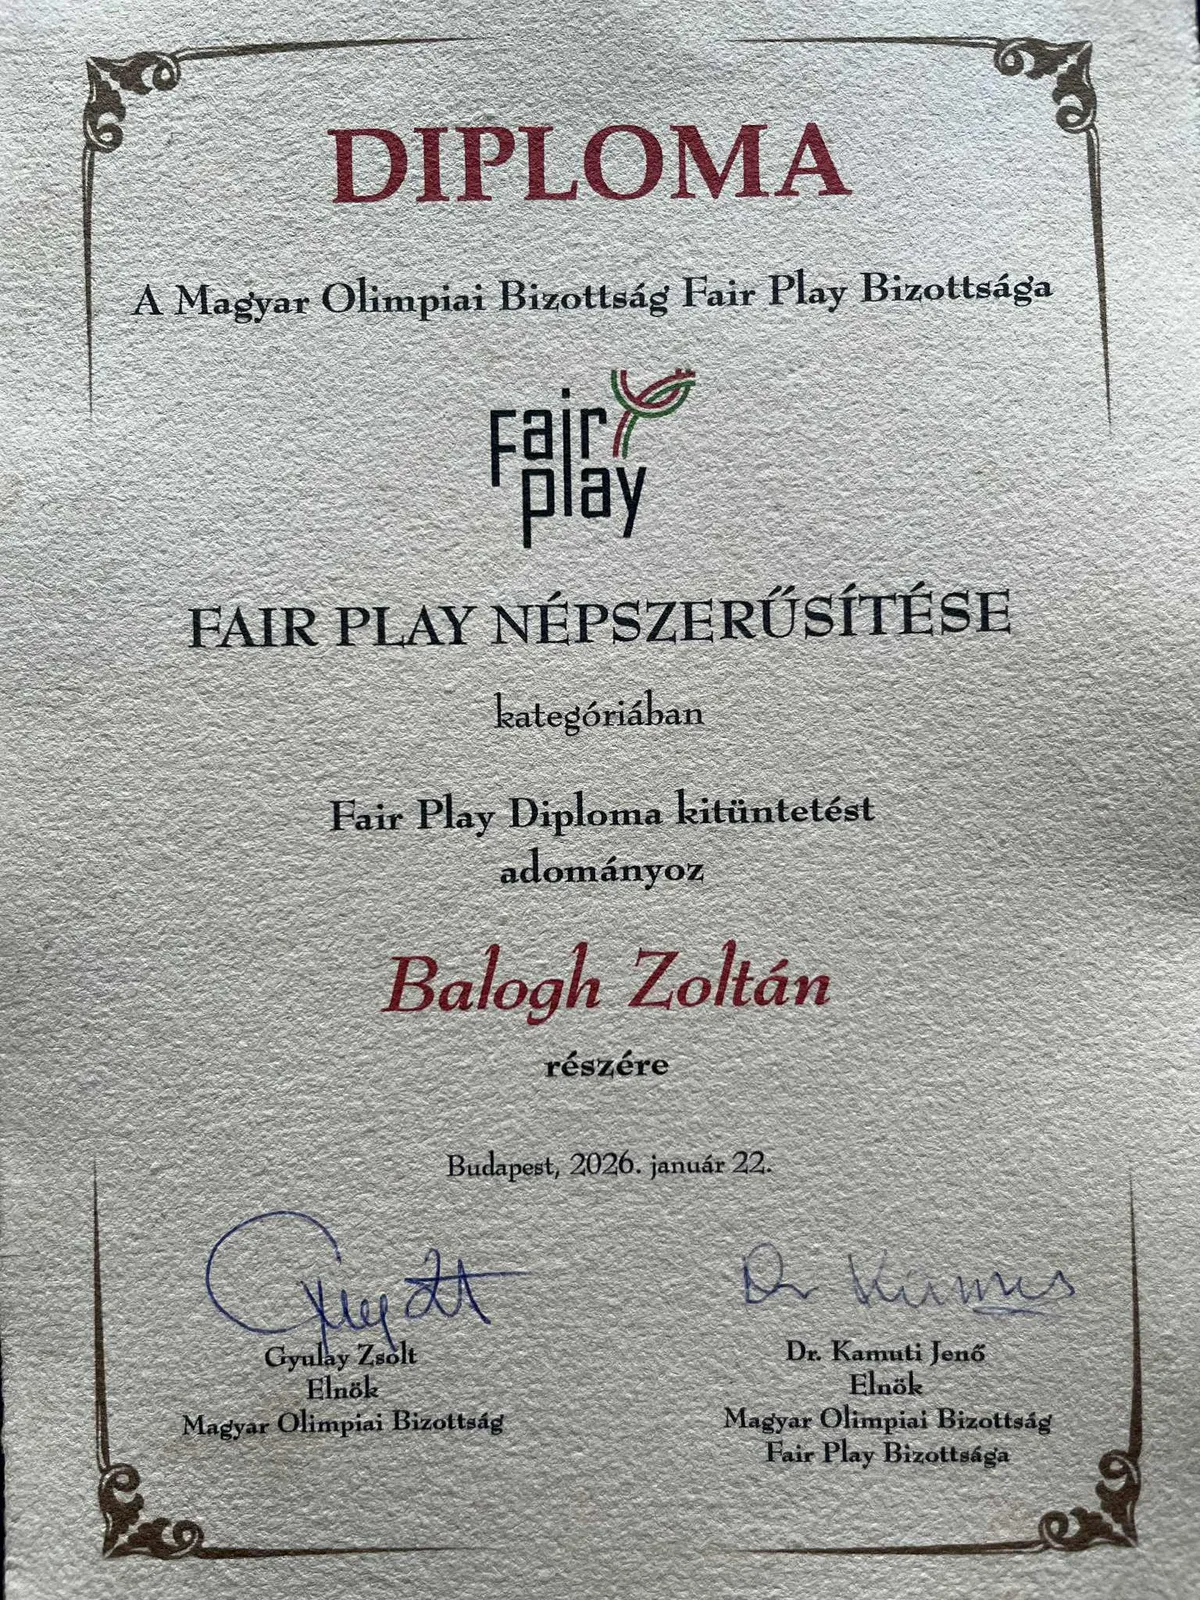 DIPLOMA
A Magyar Olimpiai Bizottság Fair Play Bizottsága
Fair
play
FAIR PLAY NÉPSZERŰSÍTÉSE
kategóriában
Fair Play Diploma kitüntetést
adományoz
Balogh Zoltán
részére
Budapest, 2026. január 22.
Dr Kamuti
Gyulay Zsolt
Elnök
Magyar Olimpiai Bizottság
Dr. Kamuti Jenő
Elnök
Magyar Olimpiai Bizottság
Fair Play Bizottsága